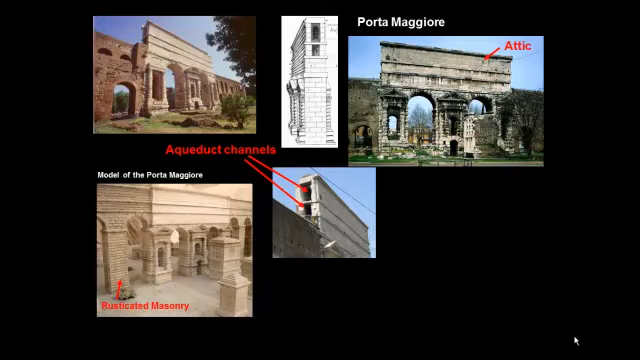 Porta Maggiore
Attic
Aqueduct channels
Model of the Porta Maggiore
Rusticated Masonry